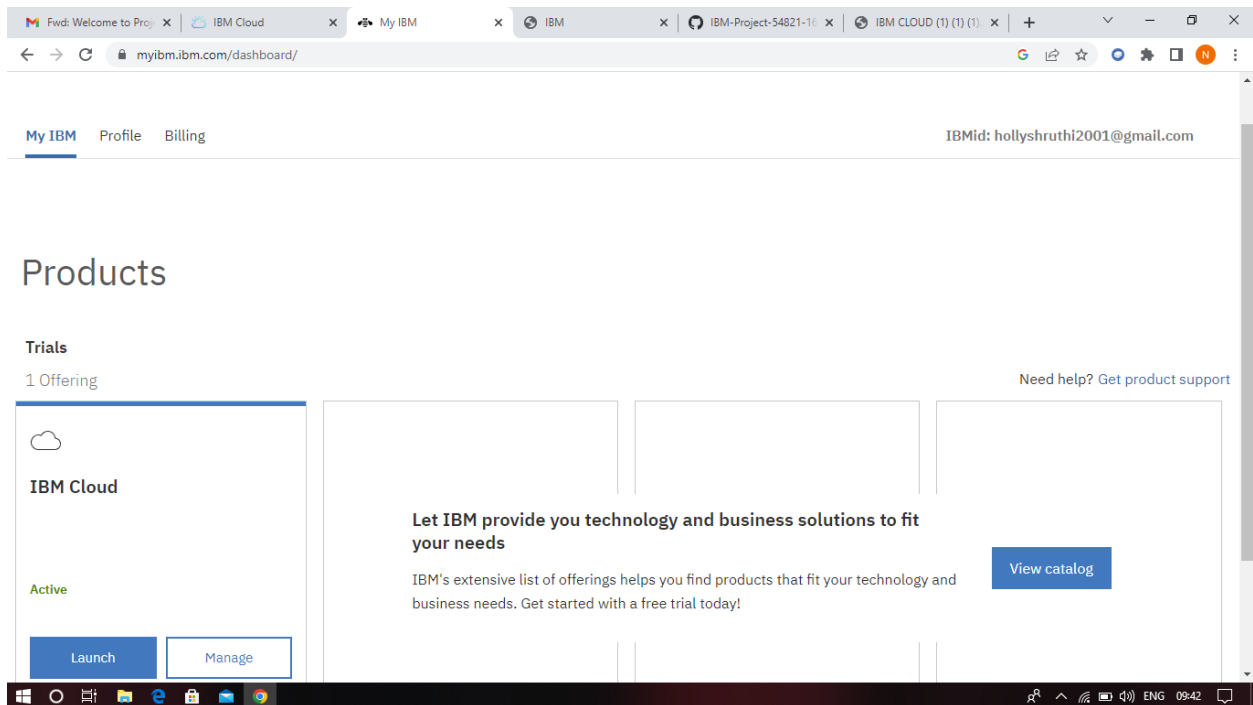 Fwd: Welcome to Proj
IBM Cloud
My IBM
IBM
IBM-Project-54821-16
IBM CLOUD (1) (1) (1).
myibm.ibm.com/dashboard/
N
My IBM Profile Billing
IBMid: hollyshruthi2001@gmail.com
Products
Trials
1 Offering
Need help? Get product support
IBM Cloud
Active
Launch
Manage
Let IBM provide you technology and business solutions to fit
your needs
IBM's extensive list of offerings helps you find products that fit your technology and
business needs. Get started with a free trial today!
View catalog
ENG 09:42